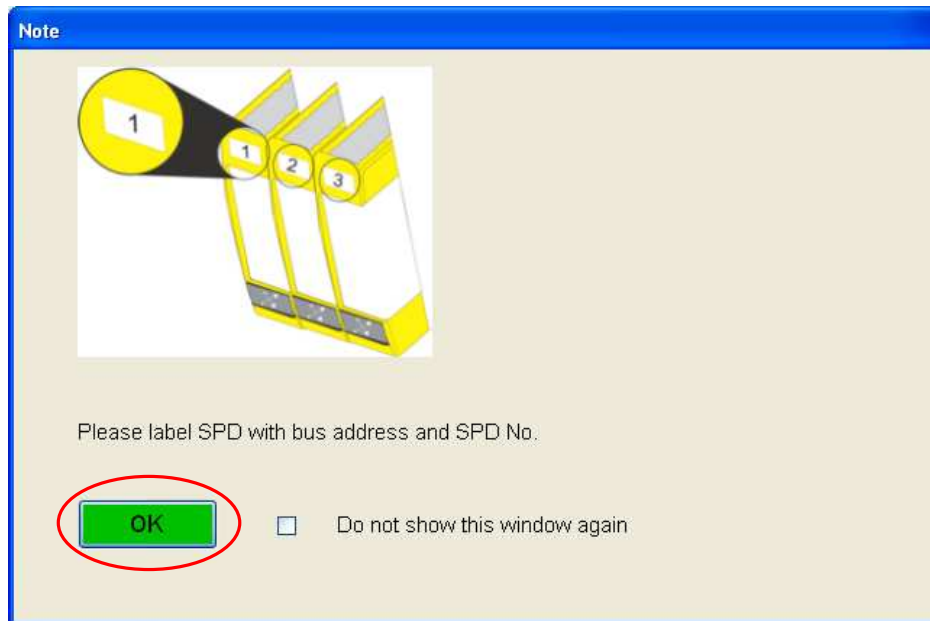 Note
1
1
2
3
Please label SPD with bus address and SPD No.
OK
Do not show this window again